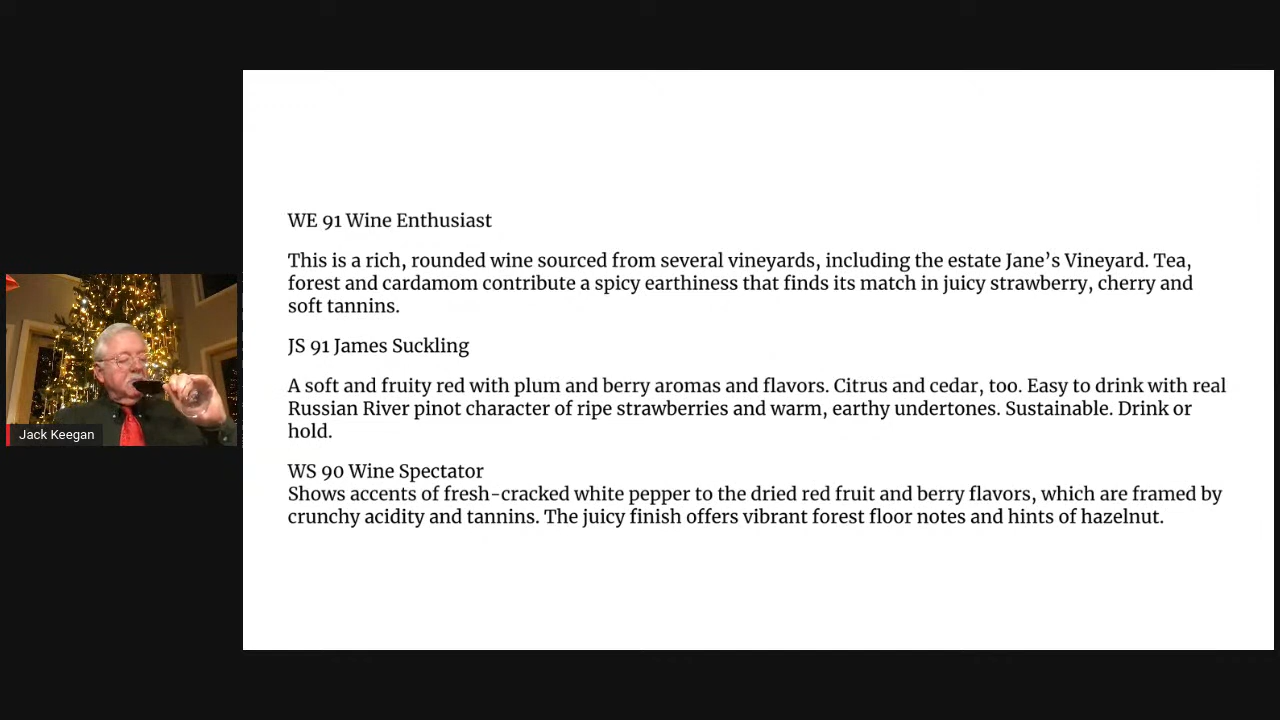 WE 91 Wine Enthusiast
This is a rich, rounded wine sourced from several vineyards, including the estate Jane’s Vineyard. Tea,
forest and cardamom contribute a spicy earthiness that finds its match in juicy strawberry, cherry and
soft tannins.
JS 91 James Suckling
A soft and fruity red with plum and berry aromas and flavors. Citrus and cedar, too. Easy to drink with real
Russian River pinot character of ripe strawberries and warm, earthy undertones. Sustainable. Drink or
hold.
WS 90 Wine Spectator
Shows accents of fresh-cracked white pepper to the dried red fruit and berry flavors, which are framed by
crunchy acidity and tannins. The juicy finish offers vibrant forest floor notes and hints of hazelnut.
Jack Keegan